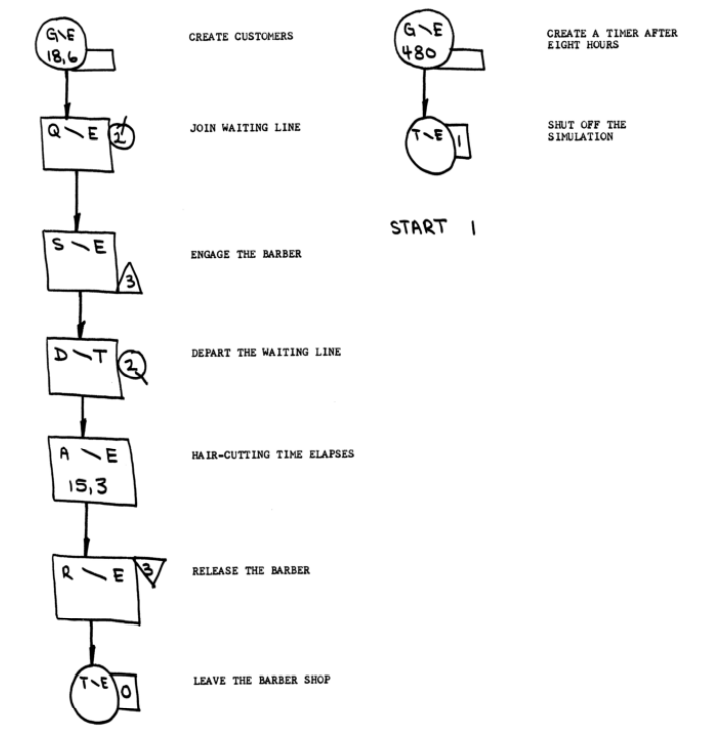 G\E
18,6
CREATE CUSTOMERS
Q\E
2
JOIN WAITING LINE
S\E
3
ENGAGE THE BARBER
D\T
2
DEPART THE WAITING LINE
A\E
15,3
HAIR-CUTTING TIME ELAPSES
R\E
3
RELEASE THE BARBER
T\E
0
LEAVE THE BARBER SHOP
G\E
480
CREATE A TIMER AFTER
EIGHT HOURS
T\E
1
SHUT OFF THE
SIMULATION
START 1